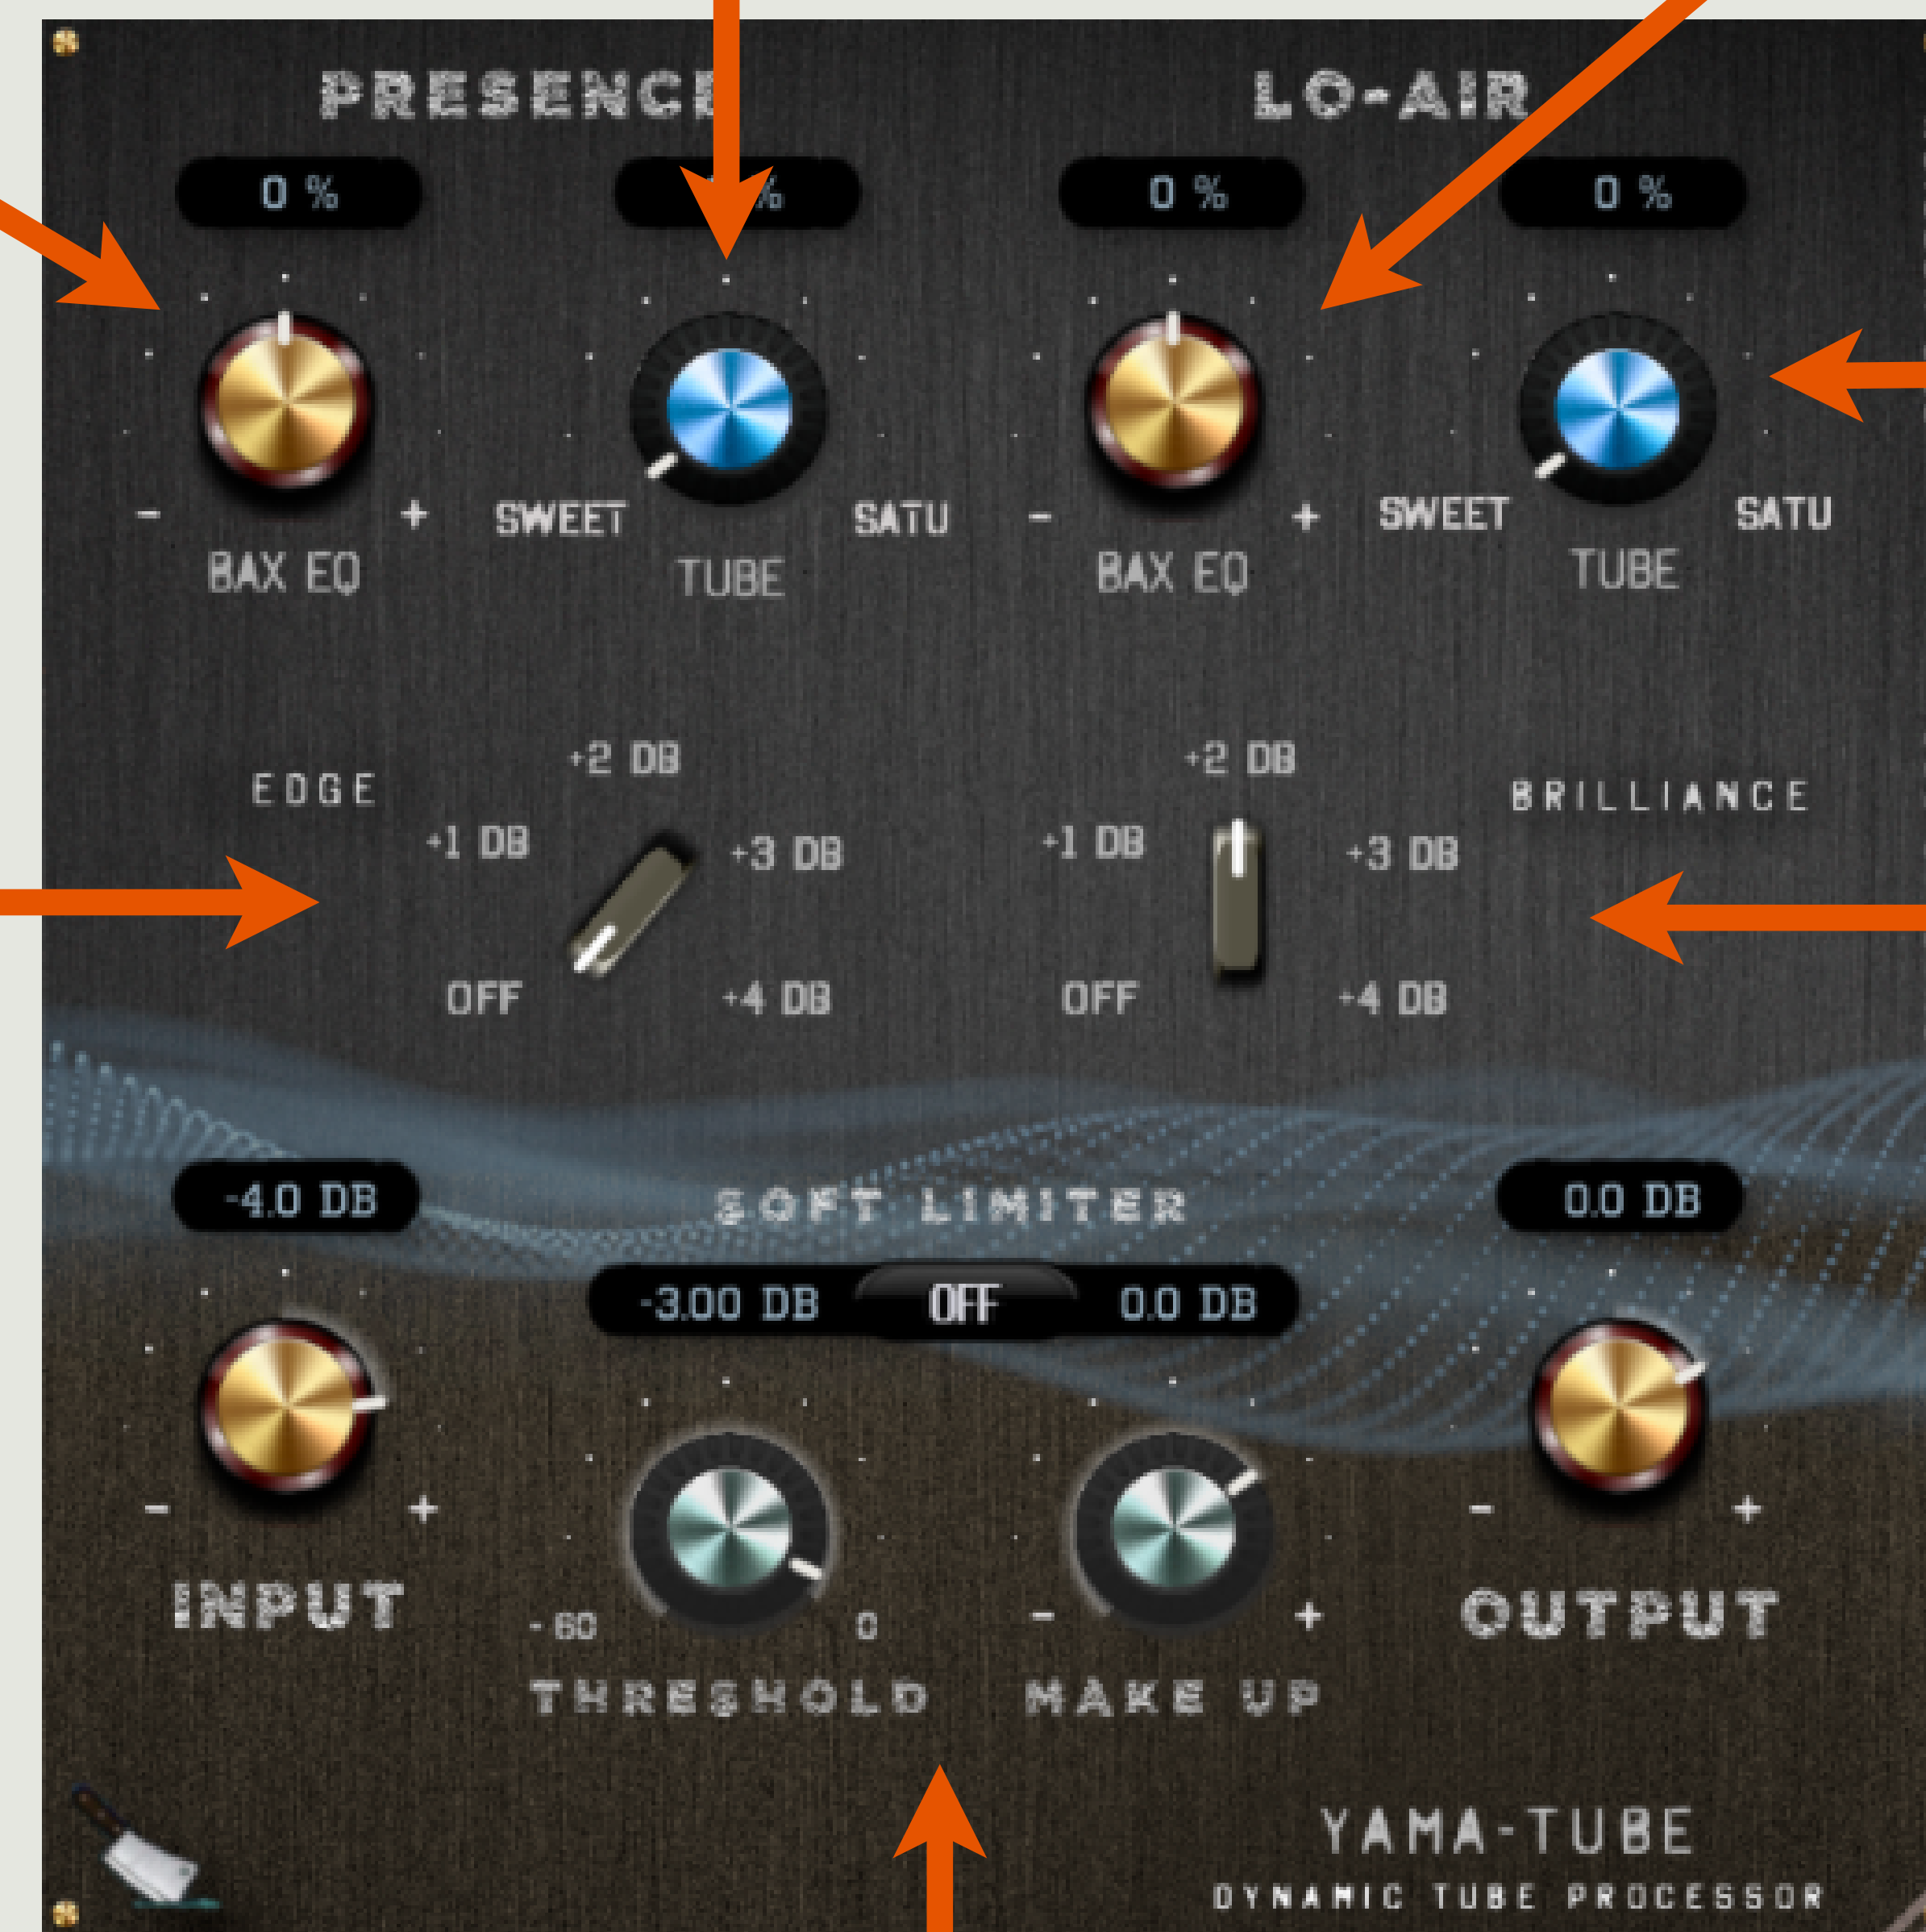 PRESENCE LO-AIR
0 % % 0 % 0 %
- + SWEET SATU - + SWEET SATU
BAX EQ TUBE BAX EQ TUBE
EDGE +2 DB +2 DB BRILLIANCE
+1 DB +3 DB +1 DB +3 DB
OFF +4 DB OFF +4 DB
-4.0 DB SOFT LIMITER 0.0 DB
-3.00 DB OFF 0.0 DB
- + - +
INPUT -60 0 - + OUTPUT
THRESHOLD MAKE UP
YAMA-TUBE
DYNAMIC TUBE PROCESSOR